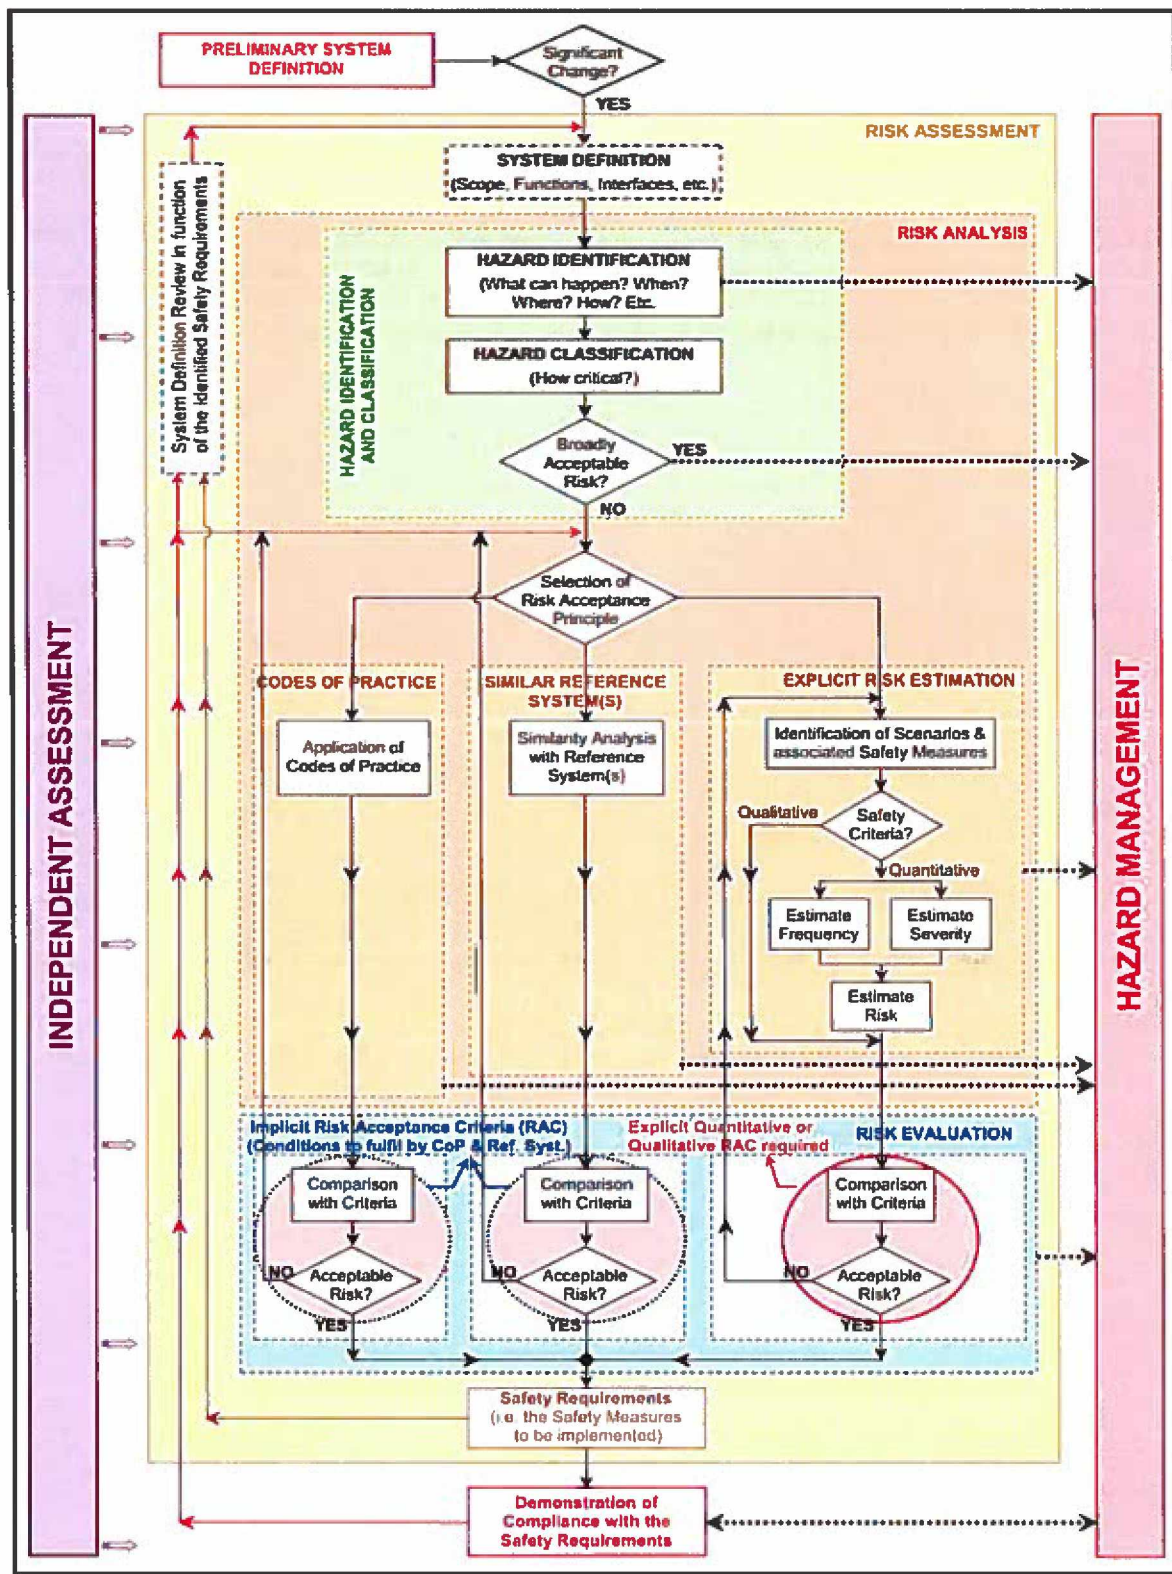 PRELIMINARY SYSTEM
DEFINITION
Significant
Change?
YES
RISK ASSESSMENT
SYSTEM DEFINITION
(Scope, Functions, Interfaces, etc.)
System Definition Review in function
of the Identified Safety Requirements
RISK ANALYSIS
HAZARD IDENTIFICATION
AND CLASSIFICATION
HAZARD IDENTIFICATION
(What can happen? When?
Where? How? Etc.
HAZARD CLASSIFICATION
(How critical?)
Broadly
Acceptable
Risk?
YES
NO
Selection of
Risk Acceptance
Principle
INDEPENDENT ASSESSMENT
HAZARD MANAGEMENT
CODES OF PRACTICE
Application of
Codes of Practice
SIMILAR REFERENCE
SYSTEM(S)
Similarity Analysis
with Reference
System(s)
EXPLICIT RISK ESTIMATION
Identification of Scenarios &
associated Safety Measures
Qualitative
Safety
Criteria?
Quantitative
Estimate
Frequency
Estimate
Severity
Estimate
Risk
Implicit Risk Acceptance Criteria (RAC)
(Conditions to fulfil by CoP & Ref. Syst.)
Explicit Quantitative or
Qualitative RAC required
RISK EVALUATION
Comparison
with Criteria
NO
Acceptable
Risk?
YES
Comparison
with Criteria
NO
Acceptable
Risk?
YES
Comparison
with Criteria
NO
Acceptable
Risk?
YES
Safety Requirements
(i.e. the Safety Measures
to be implemented)
Demonstration of
Compliance with the
Safety Requirements